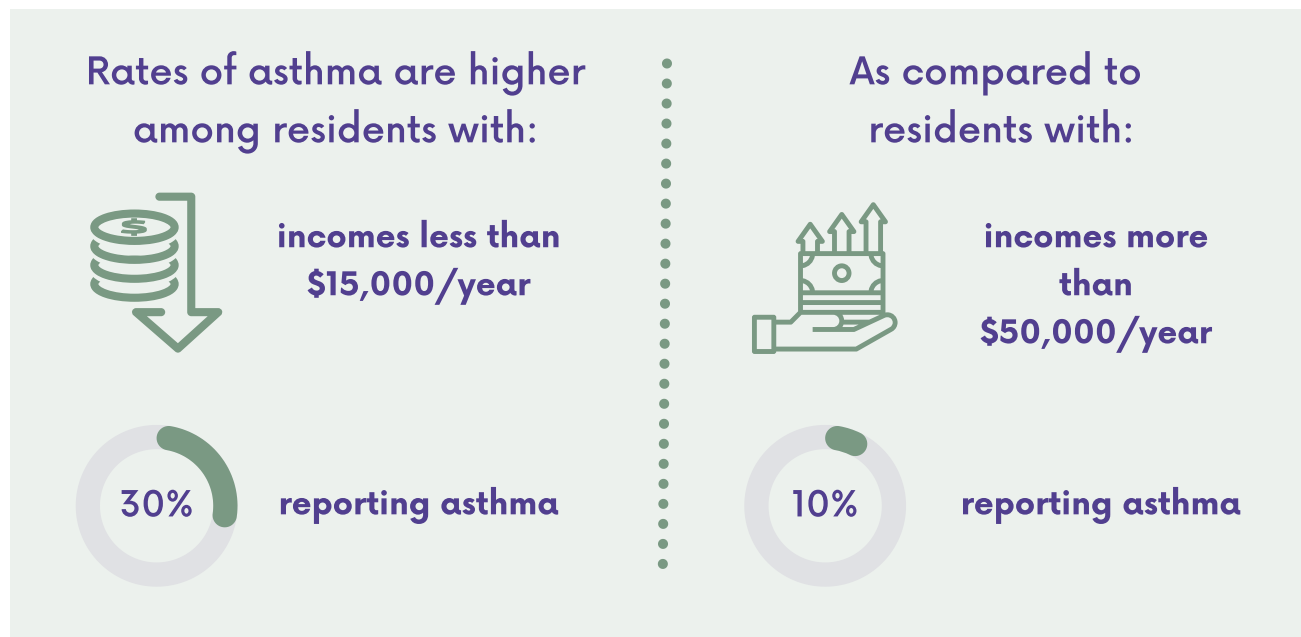 Rates of asthma are higher
among residents with:
$
incomes less than
$15,000/year
30%
reporting asthma
As compared to
residents with:
incomes more
than
$50,000/year
10%
reporting asthma